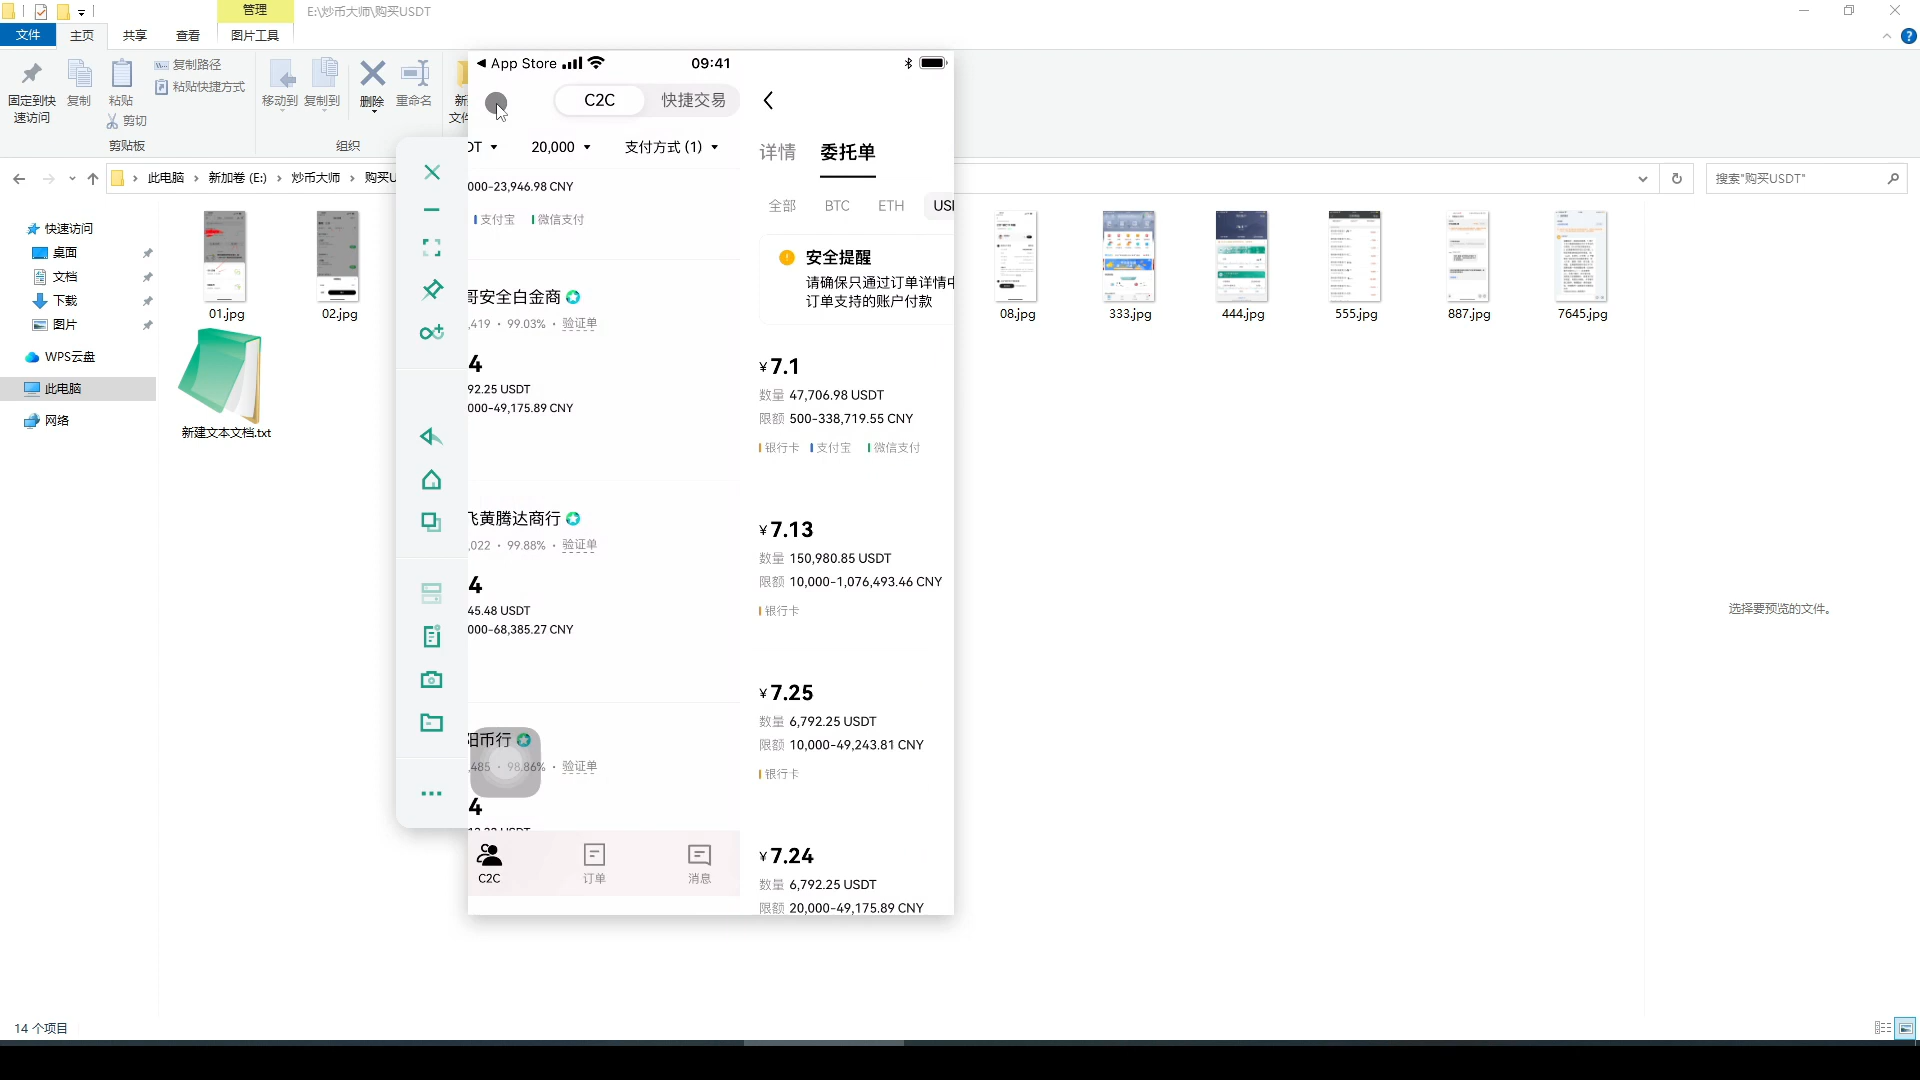 管理
E:\炒币大师\购买USDT
文件
主页
共享
查看
图片工具
固定到快
速访问
复制
粘贴
复制路径
粘贴快捷方式
剪切
剪贴板
移动到
复制到
删除
重命名
组织
此电脑
新加卷 (E:)
炒币大师
搜索"购买USDT"
快速访问
桌面
文档
下载
图片
WPS云盘
此电脑
网络
01.jpg
02.jpg
08.jpg
333.jpg
444.jpg
555.jpg
887.jpg
7645.jpg
新建文本文档.txt
App Store
09:41
C2C
快捷交易
20,000
支付方式 (1)
000-23,946.98 CNY
支付宝
微信支付
安全白金商
419 · 99.03% · 验证单
4
92.25 USDT
000-49,175.89 CNY
飞黄腾达商行
022 · 99.88% · 验证单
4
45.48 USDT
000-68,385.27 CNY
阳币行
485 · 98.86% · 验证单
4
C2C
订单
消息
详情
委托单
全部
BTC
ETH
安全提醒
请确保只通过订单详情中
订单支持的账户付款
¥7.1
数量 47,706.98 USDT
限额 500-338,719.55 CNY
银行卡
支付宝
微信支付
¥7.13
数量 150,980.85 USDT
限额 10,000-1,076,493.46 CNY
银行卡
¥7.25
数量 6,792.25 USDT
限额 10,000-49,243.81 CNY
银行卡
¥7.24
数量 6,792.25 USDT
限额 20,000-49,175.89 CNY
选择要预览的文件。
14 个项目